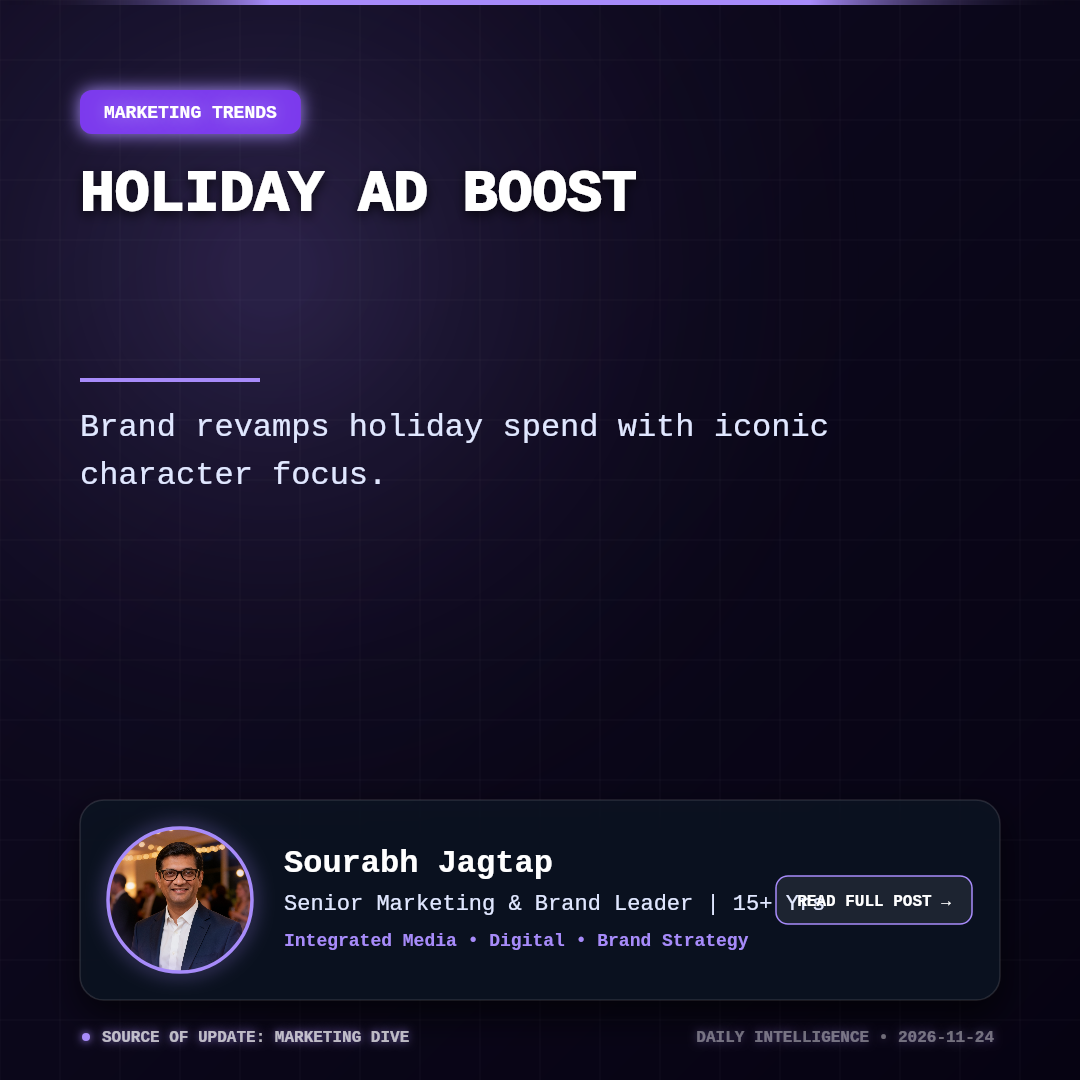 MARKETING TRENDS
HOLIDAY AD BOOST
Brand revamps holiday spend with iconic
character focus.
Sourabh Jagtap
Senior Marketing & Brand Leader | 15+ Yrs
READ FULL POST →
Integrated Media • Digital • Brand Strategy
SOURCE OF UPDATE: MARKETING DIVE
DAILY INTELLIGENCE • 2026-11-24